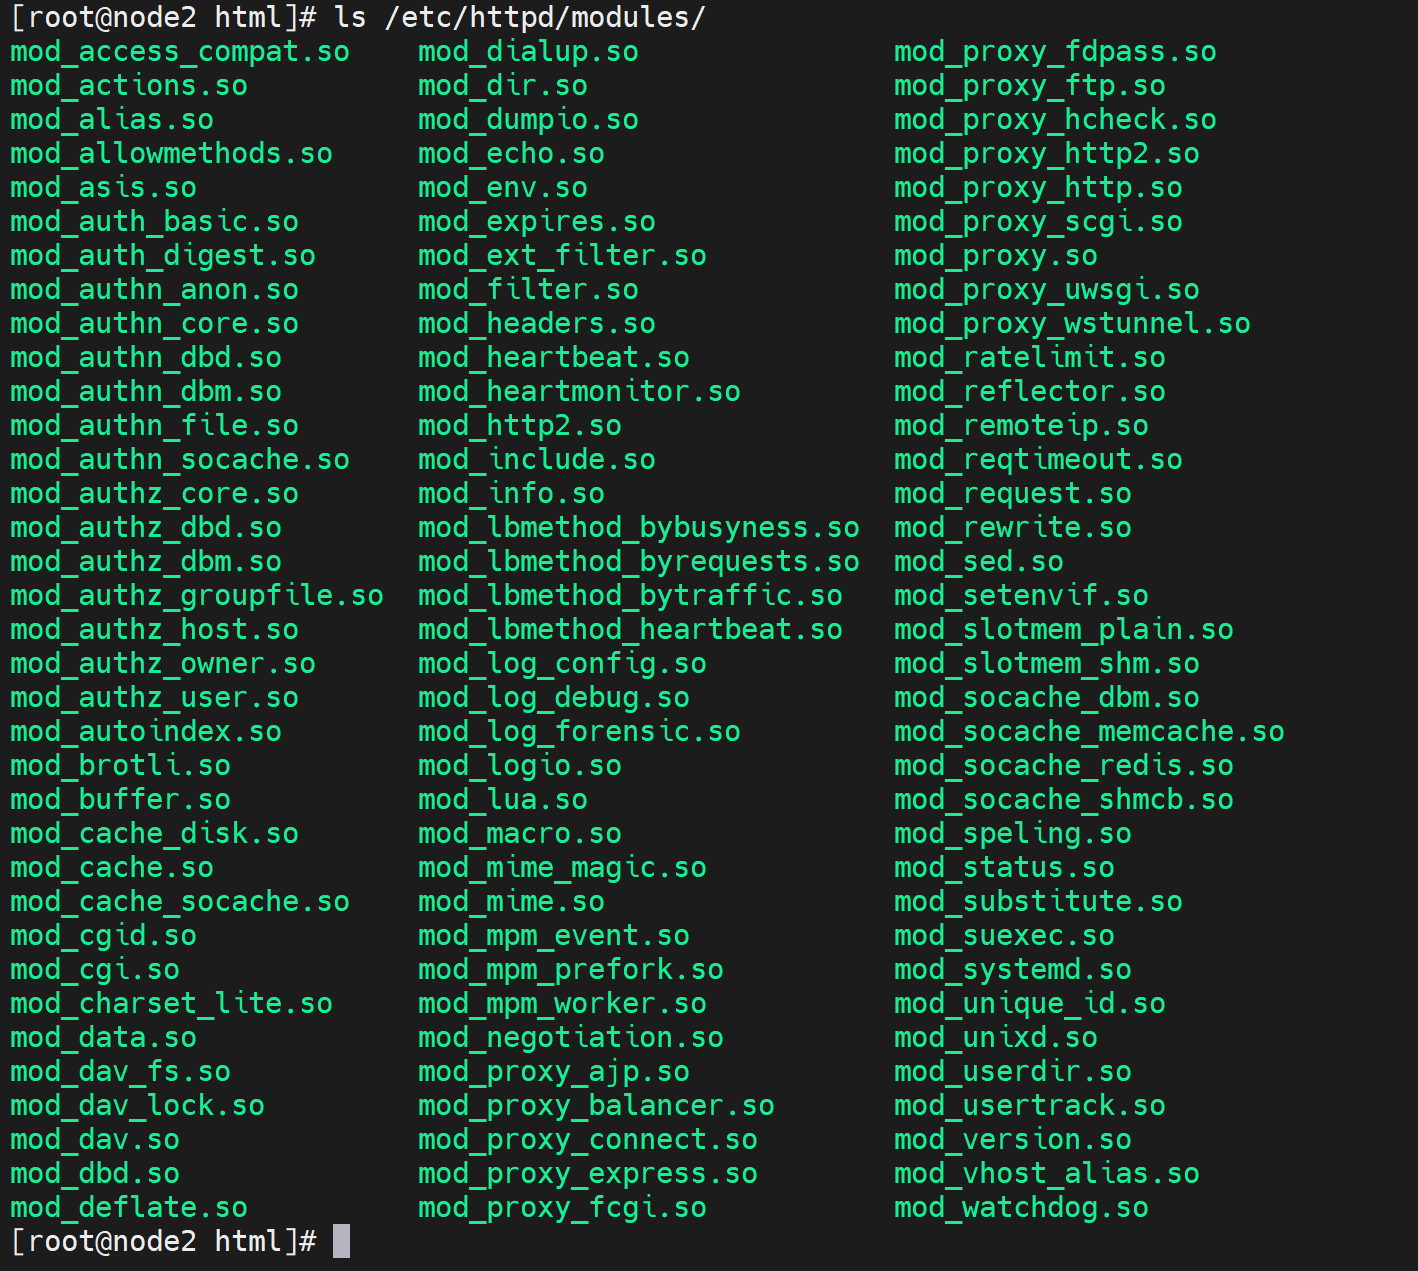 [root@node2 html]# ls /etc/httpd/modules/
mod_access_compat.so    mod_dialup.so              mod_proxy_fdpass.so
mod_actions.so          mod_dir.so                 mod_proxy_ftp.so
mod_alias.so            mod_dumpio.so              mod_proxy_hcheck.so
mod_allowmethods.so     mod_echo.so                mod_proxy_http2.so
mod_asis.so             mod_env.so                 mod_proxy_http.so
mod_auth_basic.so       mod_expires.so             mod_proxy_scgi.so
mod_auth_digest.so      mod_ext_filter.so          mod_proxy.so
mod_authn_anon.so       mod_filter.so              mod_proxy_uwsgi.so
mod_authn_core.so       mod_headers.so             mod_proxy_wstunnel.so
mod_authn_dbd.so        mod_heartbeat.so           mod_ratelimit.so
mod_authn_dbm.so        mod_heartmonitor.so        mod_reflector.so
mod_authn_file.so       mod_http2.so               mod_remoteip.so
mod_authn_socache.so    mod_include.so             mod_reqtimeout.so
mod_authz_core.so       mod_info.so                mod_request.so
mod_authz_dbd.so        mod_lbmethod_bybusyness.so  mod_rewrite.so
mod_authz_dbm.so        mod_lbmethod_byrequests.so  mod_sed.so
mod_authz_groupfile.so  mod_lbmethod_bytraffic.so  mod_setenvif.so
mod_authz_host.so       mod_lbmethod_heartbeat.so  mod_slotmem_plain.so
mod_authz_owner.so      mod_log_config.so          mod_slotmem_shm.so
mod_authz_user.so       mod_log_debug.so           mod_socache_dbm.so
mod_autoindex.so        mod_log_forensic.so        mod_socache_memcache.so
mod_brotli.so           mod_logio.so               mod_socache_redis.so
mod_buffer.so           mod_lua.so                 mod_socache_shmcb.so
mod_cache_disk.so       mod_macro.so               mod_speling.so
mod_cache.so            mod_mime_magic.so          mod_status.so
mod_cache_socache.so    mod_mime.so                mod_substitute.so
mod_cgid.so             mod_mpm_event.so           mod_suexec.so
mod_cgi.so              mod_mpm_prefork.so         mod_systemd.so
mod_charset_lite.so     mod_mpm_worker.so          mod_unique_id.so
mod_data.so             mod_negotiation.so         mod_unixd.so
mod_dav_fs.so           mod_proxy_ajp.so           mod_userdir.so
mod_dav_lock.so         mod_proxy_balancer.so      mod_usertrack.so
mod_dav.so              mod_proxy_connect.so       mod_version.so
mod_dbd.so              mod_proxy_express.so       mod_vhost_alias.so
mod_deflate.so          mod_proxy_fcgi.so          mod_watchdog.so
[root@node2 html]#